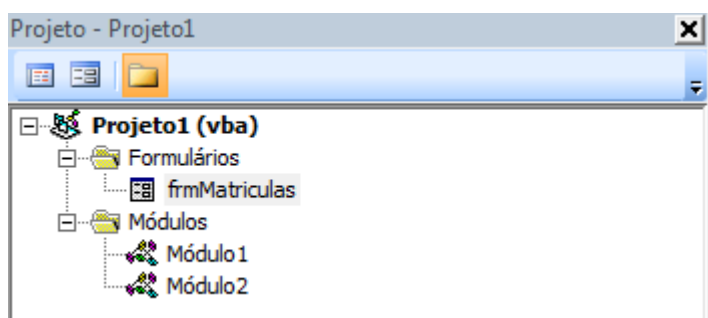 Projeto - Projeto1
Projeto1 (vba)
Formulários
frmMatriculas
Módulos
Módulo1
Módulo2